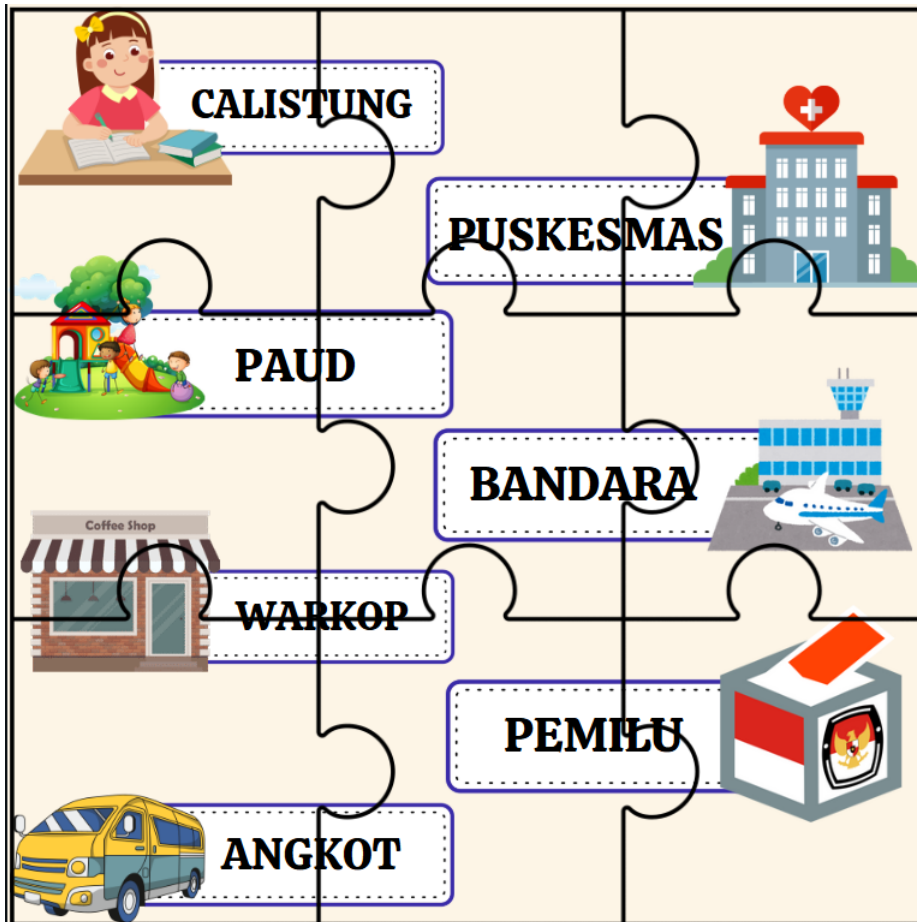 CALISTUNG
PUSKESMAS
PAUD
BANDARA
Coffee Shop
WARKOP
PEMILU
ANGKOT